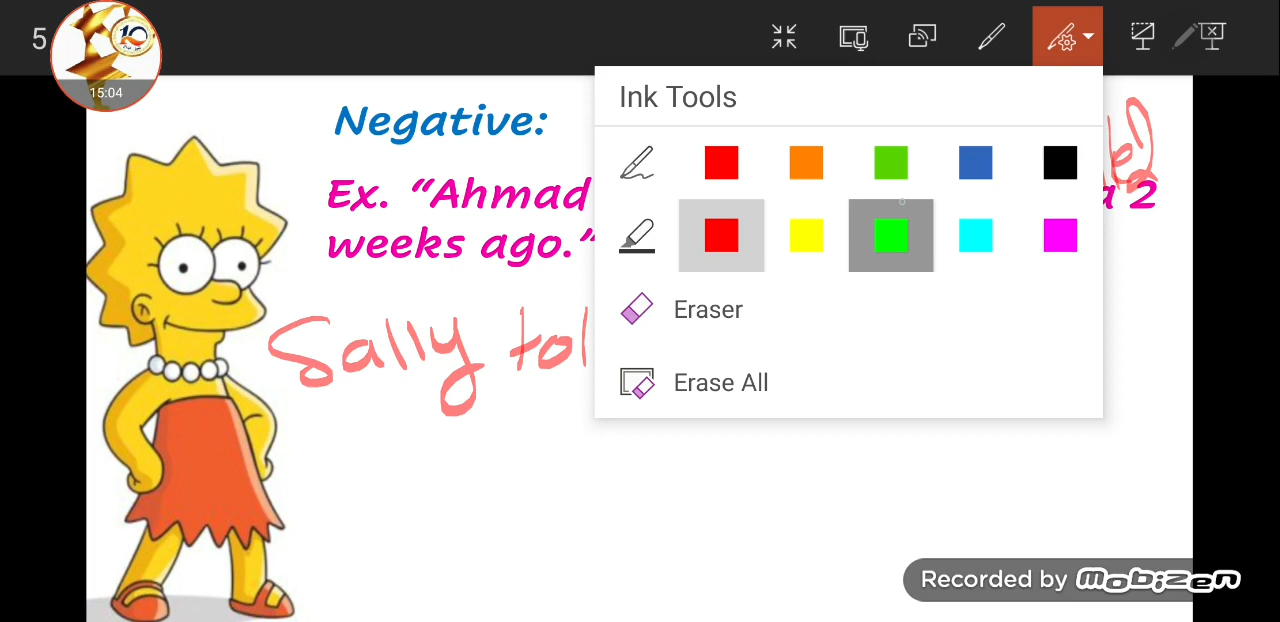 5
10
15:04
Ink Tools
Negative:
Ex. “Ahmad
a 2
weeks ago.”
Sally tol
Eraser
Erase All
Recorded by mobizen